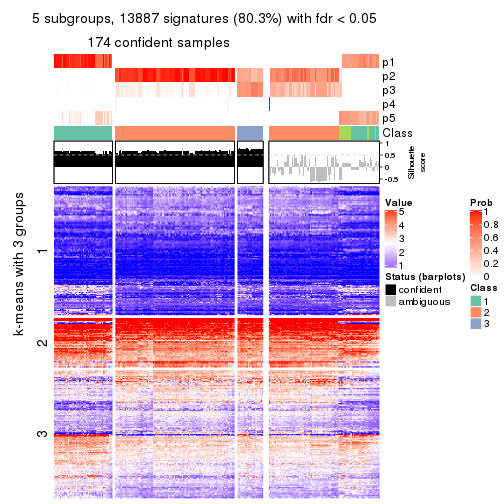 5 subgroups, 13887 signatures (80.3%) with fdr < 0.05
174 confident samples
p1
p2
p3
p4
p5
Class
1
0.5
0
-0.5
Silhouette
score
k-means with 3 groups
1
2
3
Value
5
4
3
2
1
Status (barplots)
confident
ambiguous
Prob
1
0.8
0.6
0.4
0.2
0
Class
1
2
3